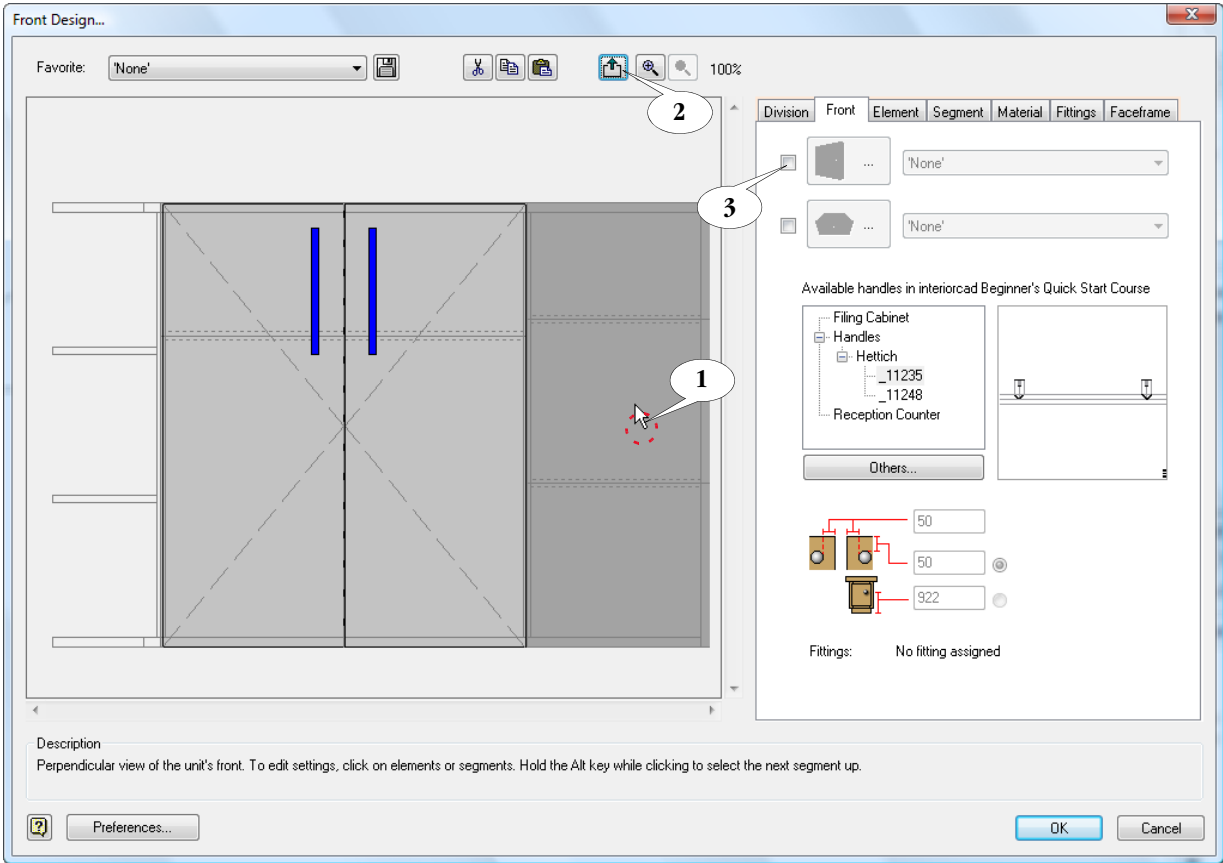 Front Design...
Favorite: 'None' 100%
2
Division Front Element Segment Material Fittings Faceframe
... 'None'
3
... 'None'
Available handles in interiorcad Beginner's Quick Start Course
Filing Cabinet
Handles
Hettich
_11235
_11248
Reception Counter
1
Others...
50
50
922
Fittings: No fitting assigned
Description
Perpendicular view of the unit's front. To edit settings, click on elements or segments. Hold the Alt key while clicking to select the next segment up.
Preferences... OK Cancel